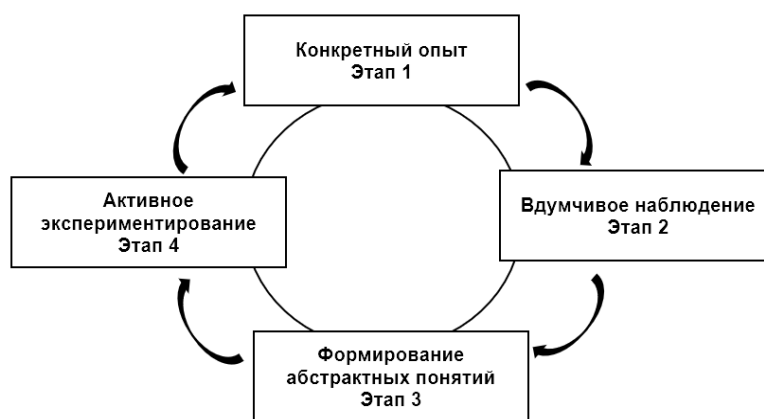 Конкретный опыт
Этап 1
Вдумчивое наблюдение
Этап 2
Формирование
абстрактных понятий
Этап 3
Активное
экспериментирование
Этап 4